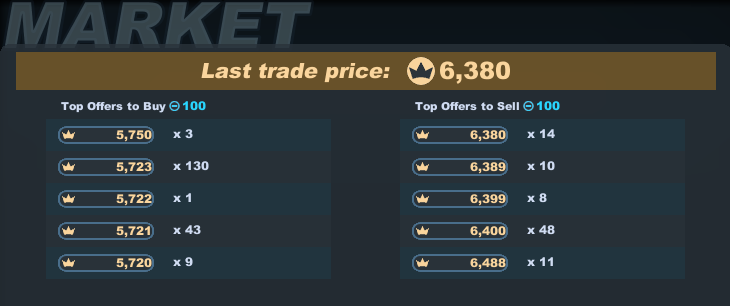 MARKET
Last trade price: 6,380
Top Offers to Buy 100
5,750 x 3
5,723 x 130
5,722 x 1
5,721 x 43
5,720 x 9
Top Offers to Sell 100
6,380 x 14
6,389 x 10
6,399 x 8
6,400 x 48
6,488 x 11